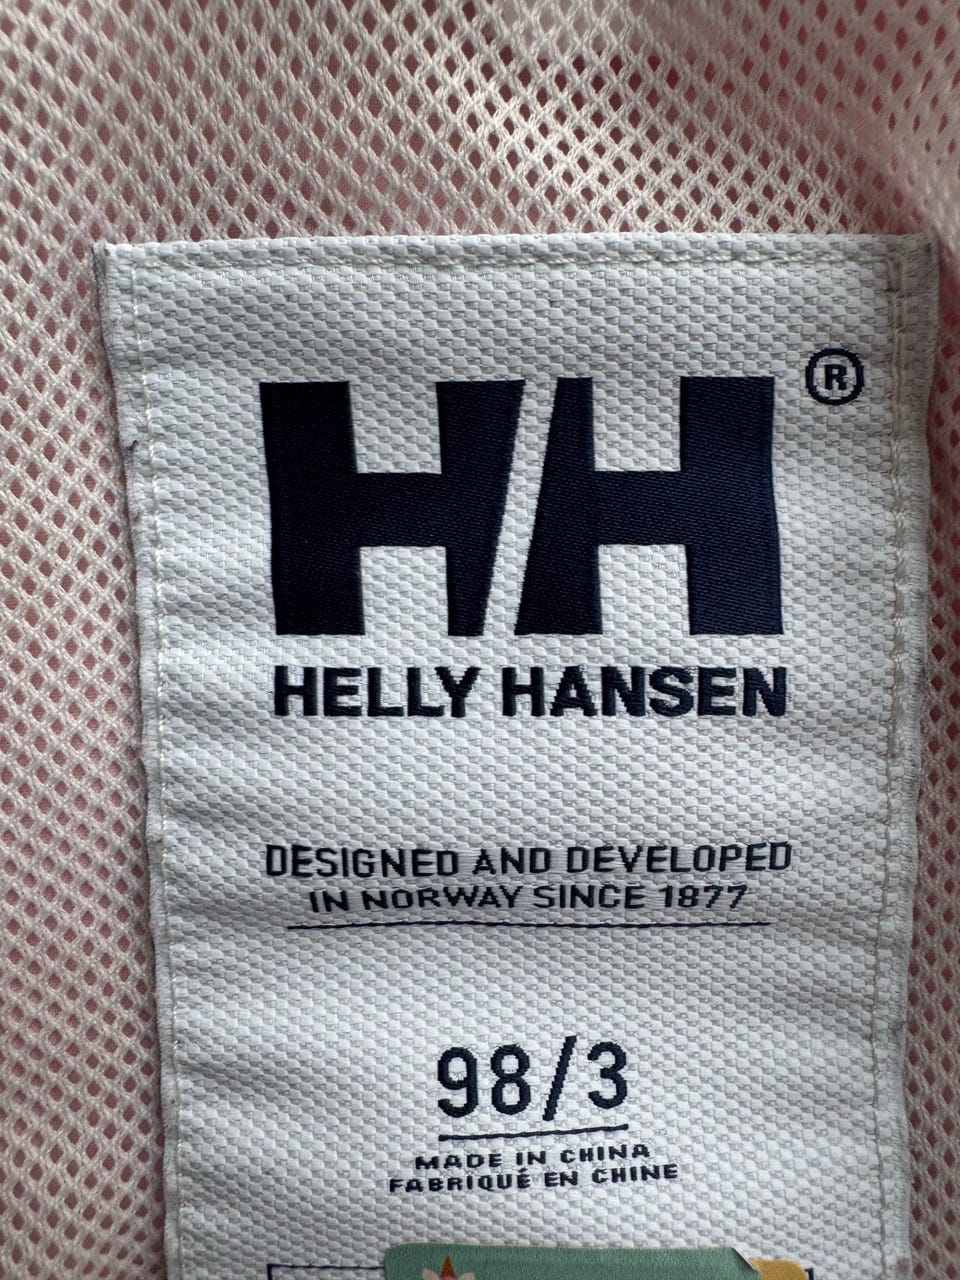 HH®
HELLY HANSEN
DESIGNED AND DEVELOPED
IN NORWAY SINCE 1877
98/3
MADE IN CHINA
FABRIQUÉ EN CHINE